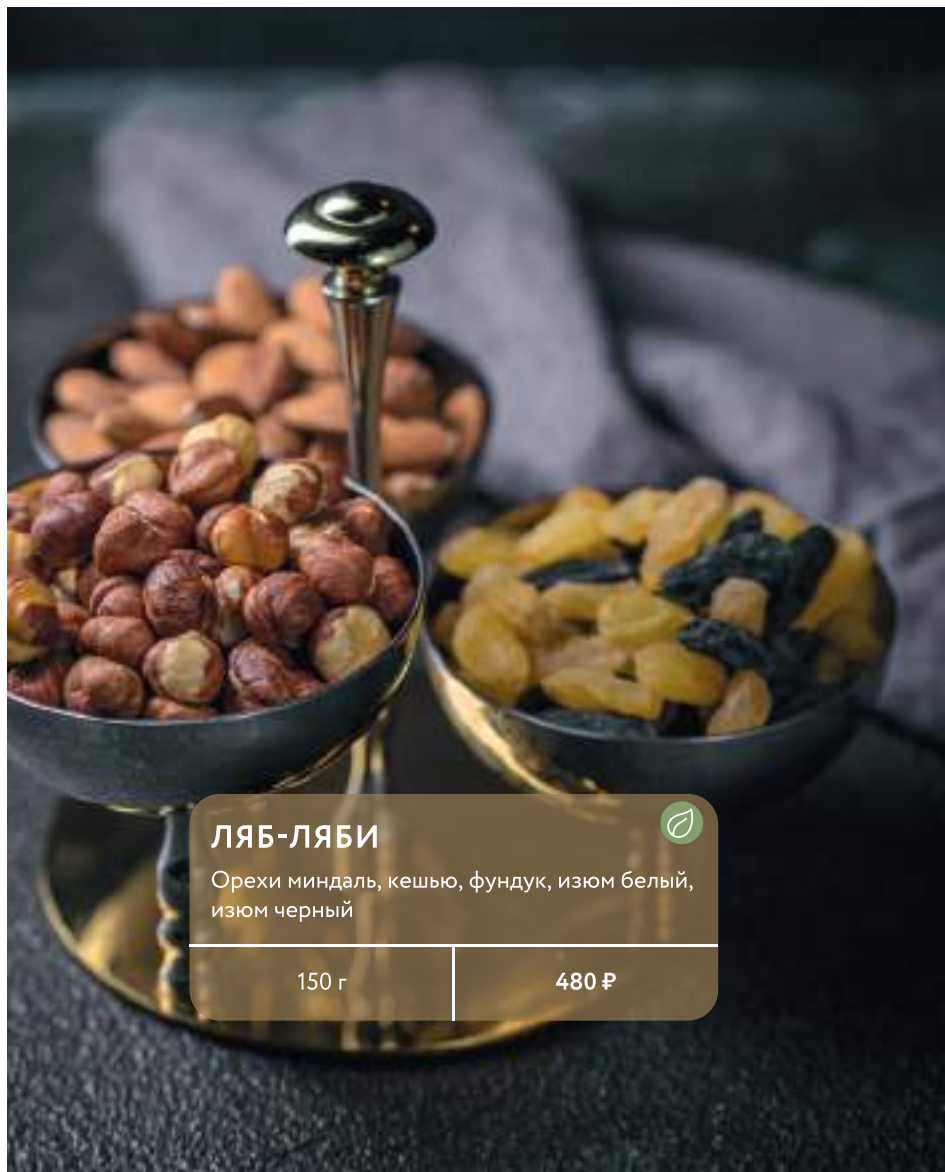 ЛЯБ-ЛЯБИ
Орехи миндаль, кешью, фундук, изюм белый,
изюм черный
150 г
480 ₽